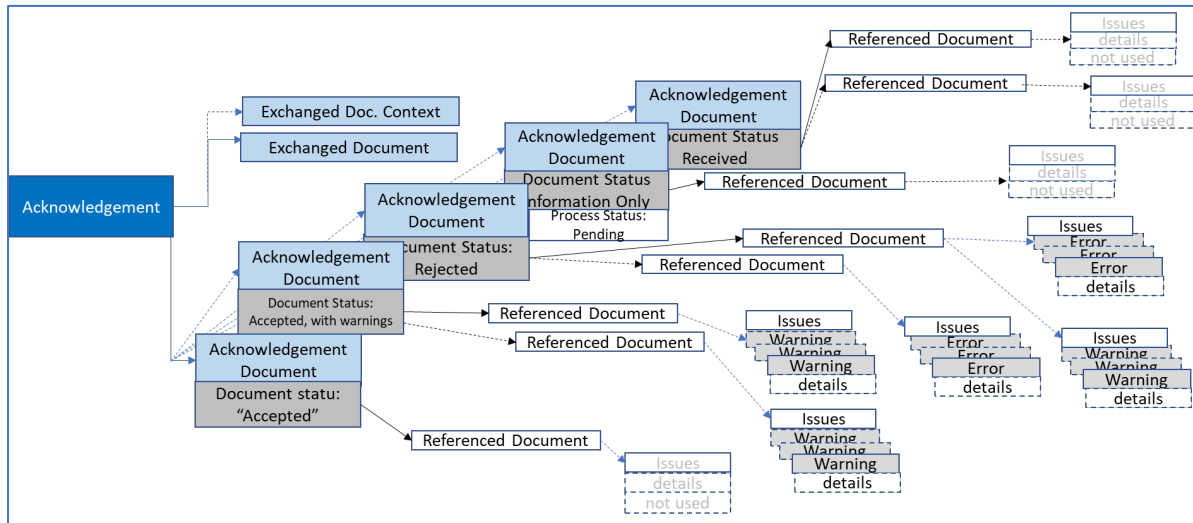 Acknowledgement
Exchanged Doc. Context
Exchanged Document
Acknowledgement
Document
ocument Status
Received
Referenced Document
Issues
details
not used
Referenced Document
Issues
details
not used
Acknowledgement
Document
Document Status
nformation Only
Process Status:
Pending
Referenced Document
Issues
details
not used
Acknowledgement
Document
ocument Status:
Rejected
Referenced Document
Issues
Error
Error
Error
details
Issues
Warning
Warning
Warning
details
Referenced Document
Issues
Error
Error
Error
details
Acknowledgement
Document
Document Status:
Accepted, with warnings
Referenced Document
Issues
Warning
Warning
Warning
details
Referenced Document
Issues
Warning
Warning
Warning
details
Acknowledgement
Document
Document statu:
“Accepted”
Referenced Document
Issues
details
not used